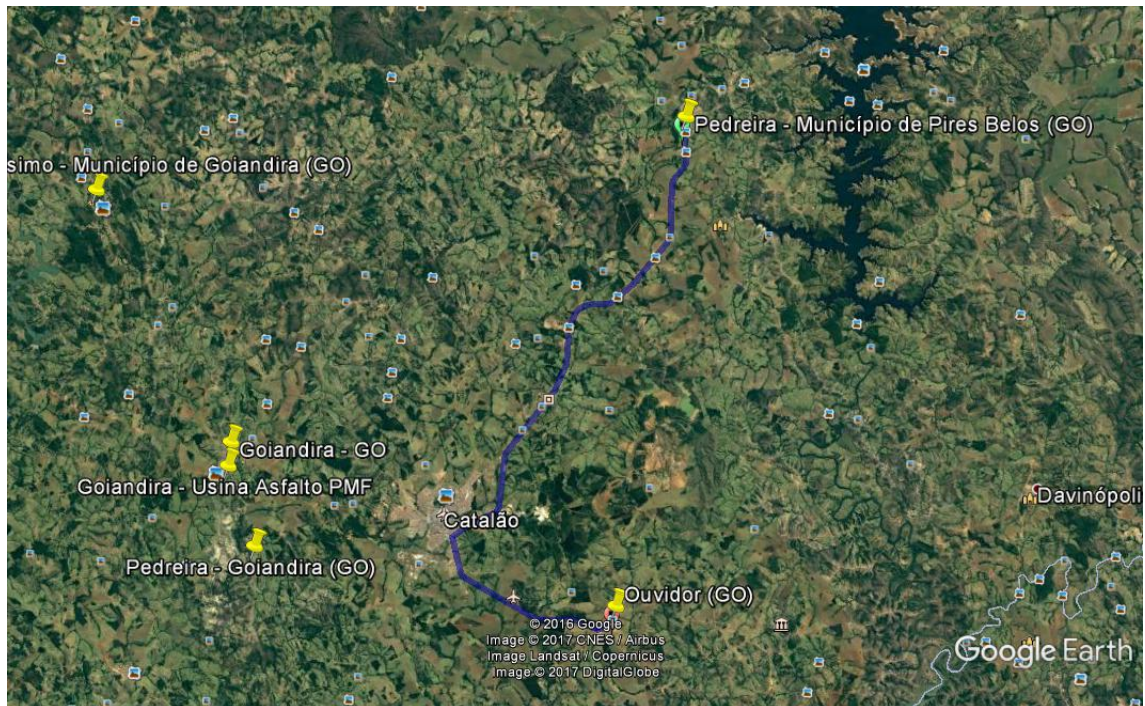 Pedreira - Município de Pires Belos (GO)
simo - Município de Goiandira (GO)
Goiandira - GO
Goiandira - Usina Asfalto PMF
Davinópoli
Catalão
Pedreira - Goiandira (GO)
Ouvidor (GO)
© 2016 Google
Image © 2017 CNES / Airbus
Image Landsat / Copernicus
Image © 2017 DigitalGlobe
Google Earth